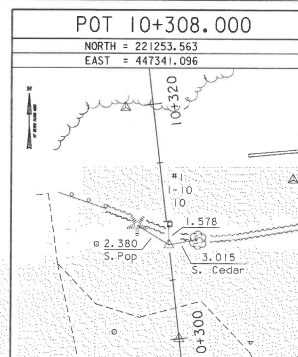 POT 10+308.000
NORTH = 221253.563
EAST = 447341.096
10+320
#1
1-10
10
1.578
2.380
S. Pop
3.015
S. Cedar
0+300